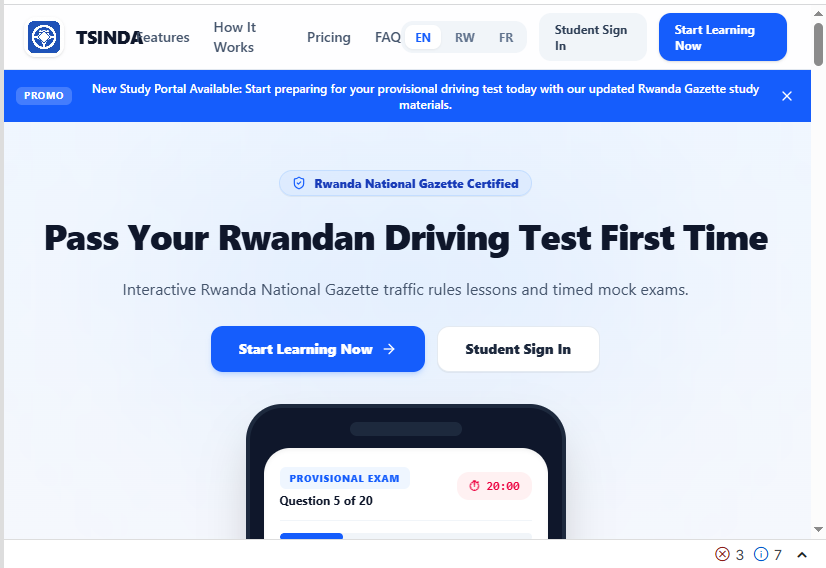 TSINDA
Features
How It
Works
Pricing
FAQ
EN
RW
FR
Student Sign
In
Start Learning
Now
PROMO
New Study Portal Available: Start preparing for your provisional driving test today with our updated Rwanda Gazette study
materials.
Rwanda National Gazette Certified
Pass Your Rwandan Driving Test First Time
Interactive Rwanda National Gazette traffic rules lessons and timed mock exams.
Start Learning Now
Student Sign In
PROVISIONAL EXAM
20:00
Question 5 of 20
3
7